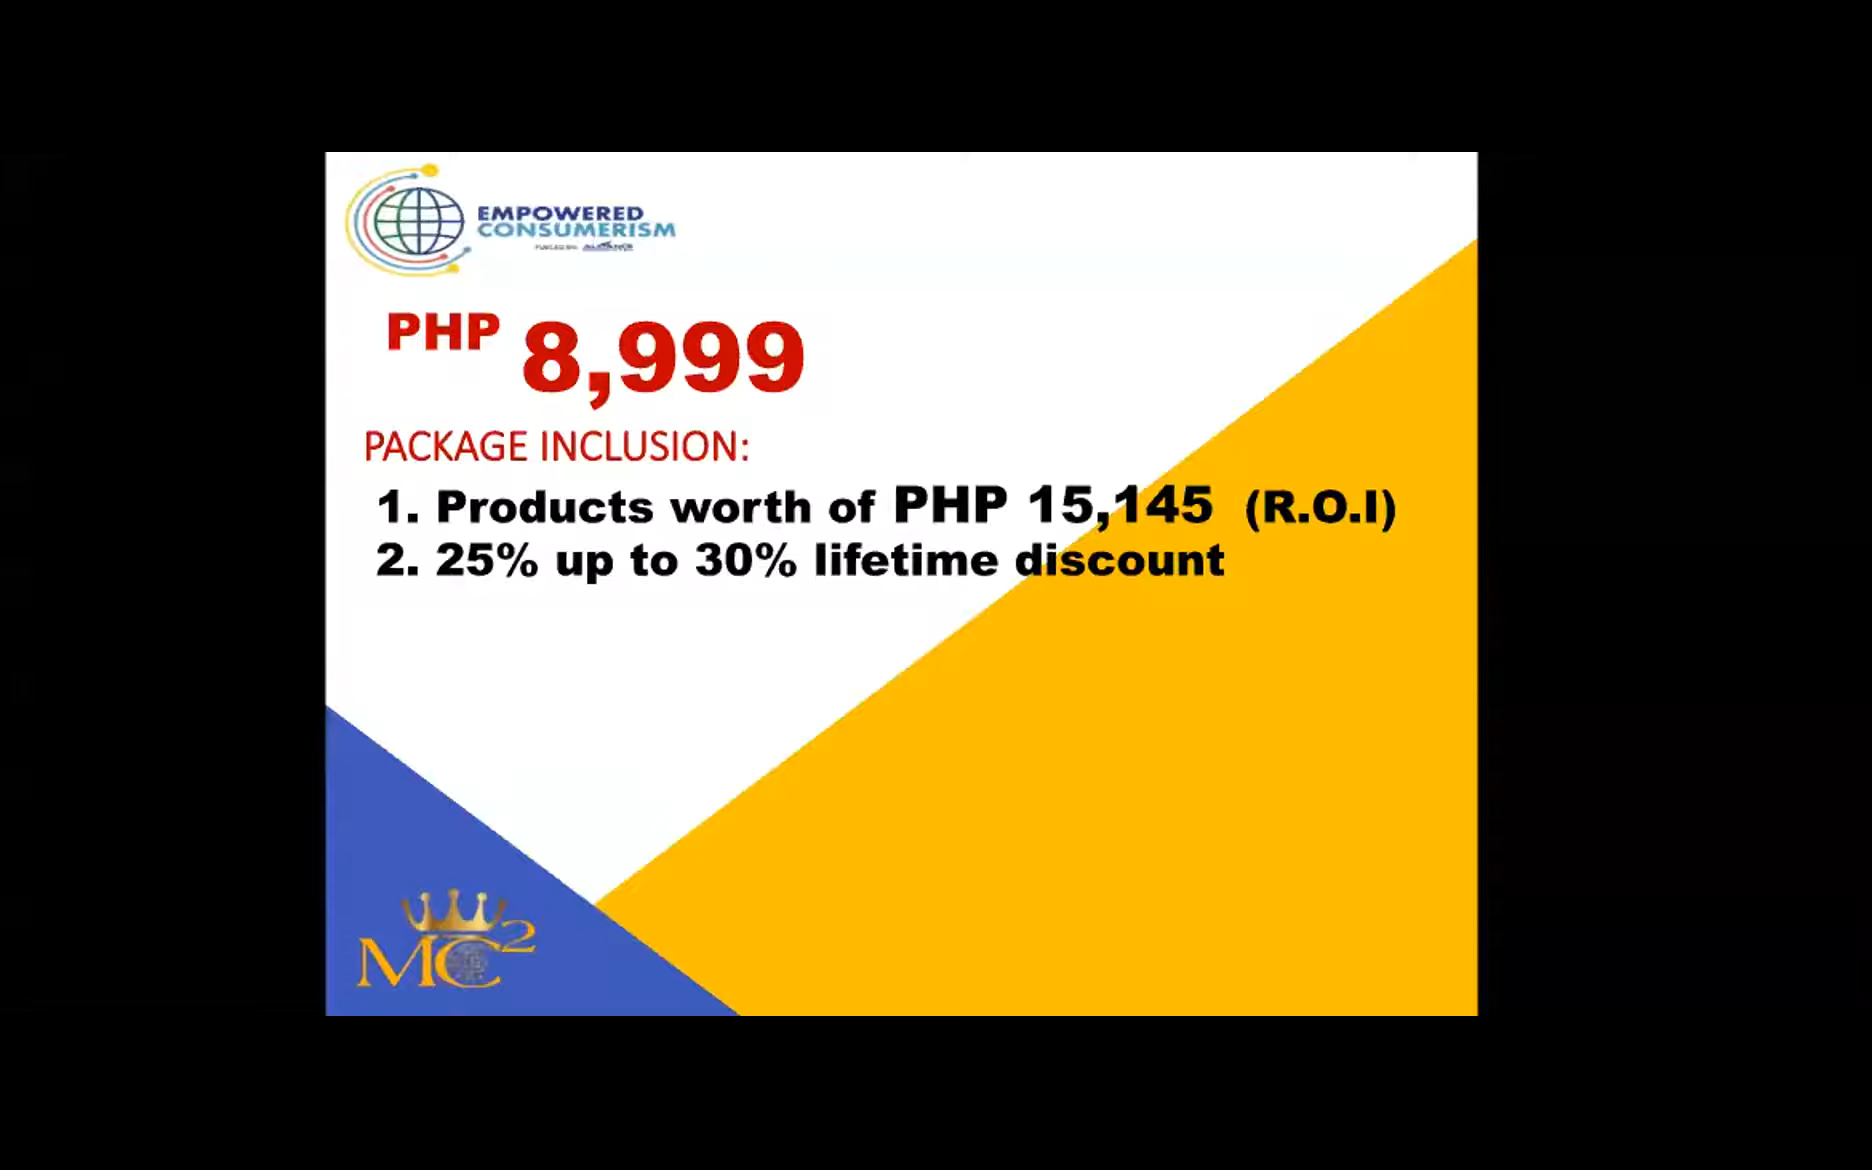 EMPOWERED
CONSUMERISM
PHP 8,999
PACKAGE INCLUSION:
1. Products worth of PHP 15,145 (R.O.I)
2. 25% up to 30% lifetime discount
MC2